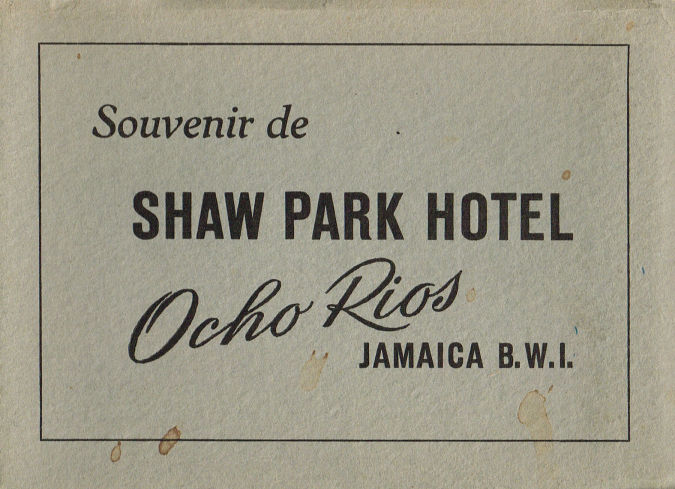 Souvenir de
SHAW PARK HOTEL
Ocho Rios
JAMAICA B.W.I.